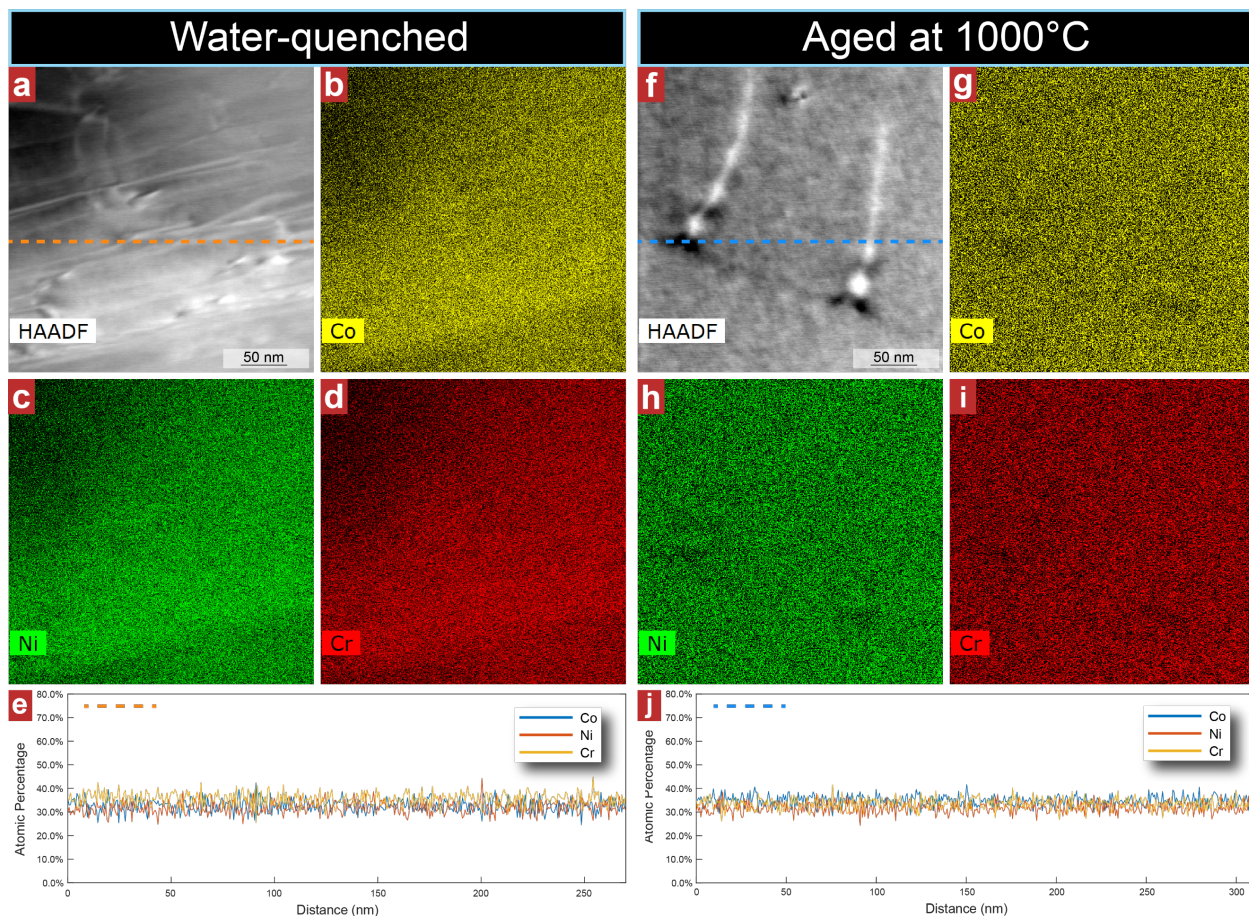 Water-quenched
Aged at 1000°C
a
HAADF
50 nm
b
Co
f
HAADF
50 nm
g
Co
c
Ni
d
Cr
h
Ni
i
Cr
e
80.0%
70.0%
60.0%
50.0%
40.0%
30.0%
20.0%
10.0%
0.0%
Atomic Percentage
0 50 100 150 200 250
Distance (nm)
Co
Ni
Cr
j
80.0%
70.0%
60.0%
50.0%
40.0%
30.0%
20.0%
10.0%
0.0%
Atomic Percentage
0 50 100 150 200 250 300
Distance (nm)
Co
Ni
Cr